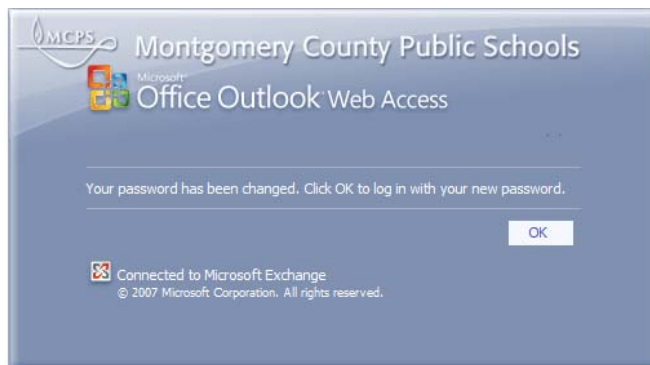 MCPS
Montgomery County Public Schools
Microsoft®
Office Outlook® Web Access
Your password has been changed. Click OK to log in with your new password.
OK
Connected to Microsoft Exchange
© 2007 Microsoft Corporation. All rights reserved.